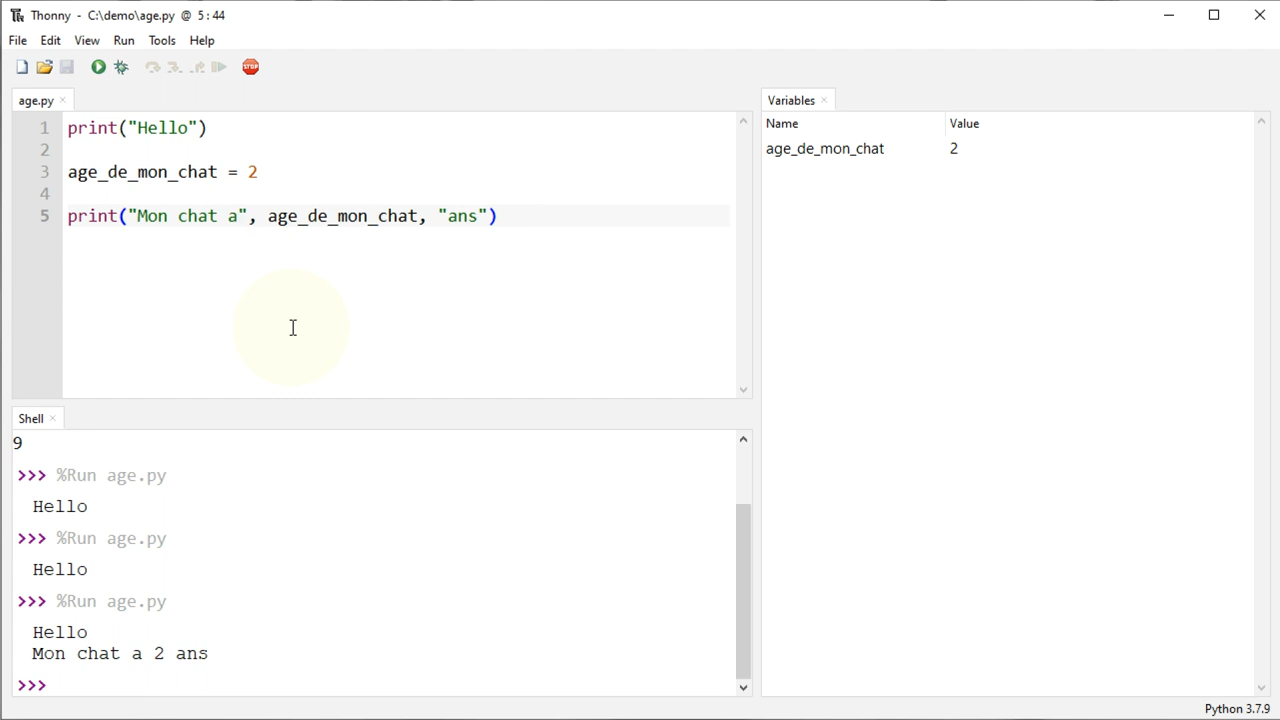 Thonny - C:\demo\age.py @ 5:44
File Edit View Run Tools Help
STOP
age.py
1 print("Hello")
2
3 age_de_mon_chat = 2
4
5 print("Mon chat a", age_de_mon_chat, "ans")
Shell
9
>>> %Run age.py
Hello
>>> %Run age.py
Hello
>>> %Run age.py
Hello
Mon chat a 2 ans
>>>
Variables
Name Value
age_de_mon_chat 2
Python 3.7.9